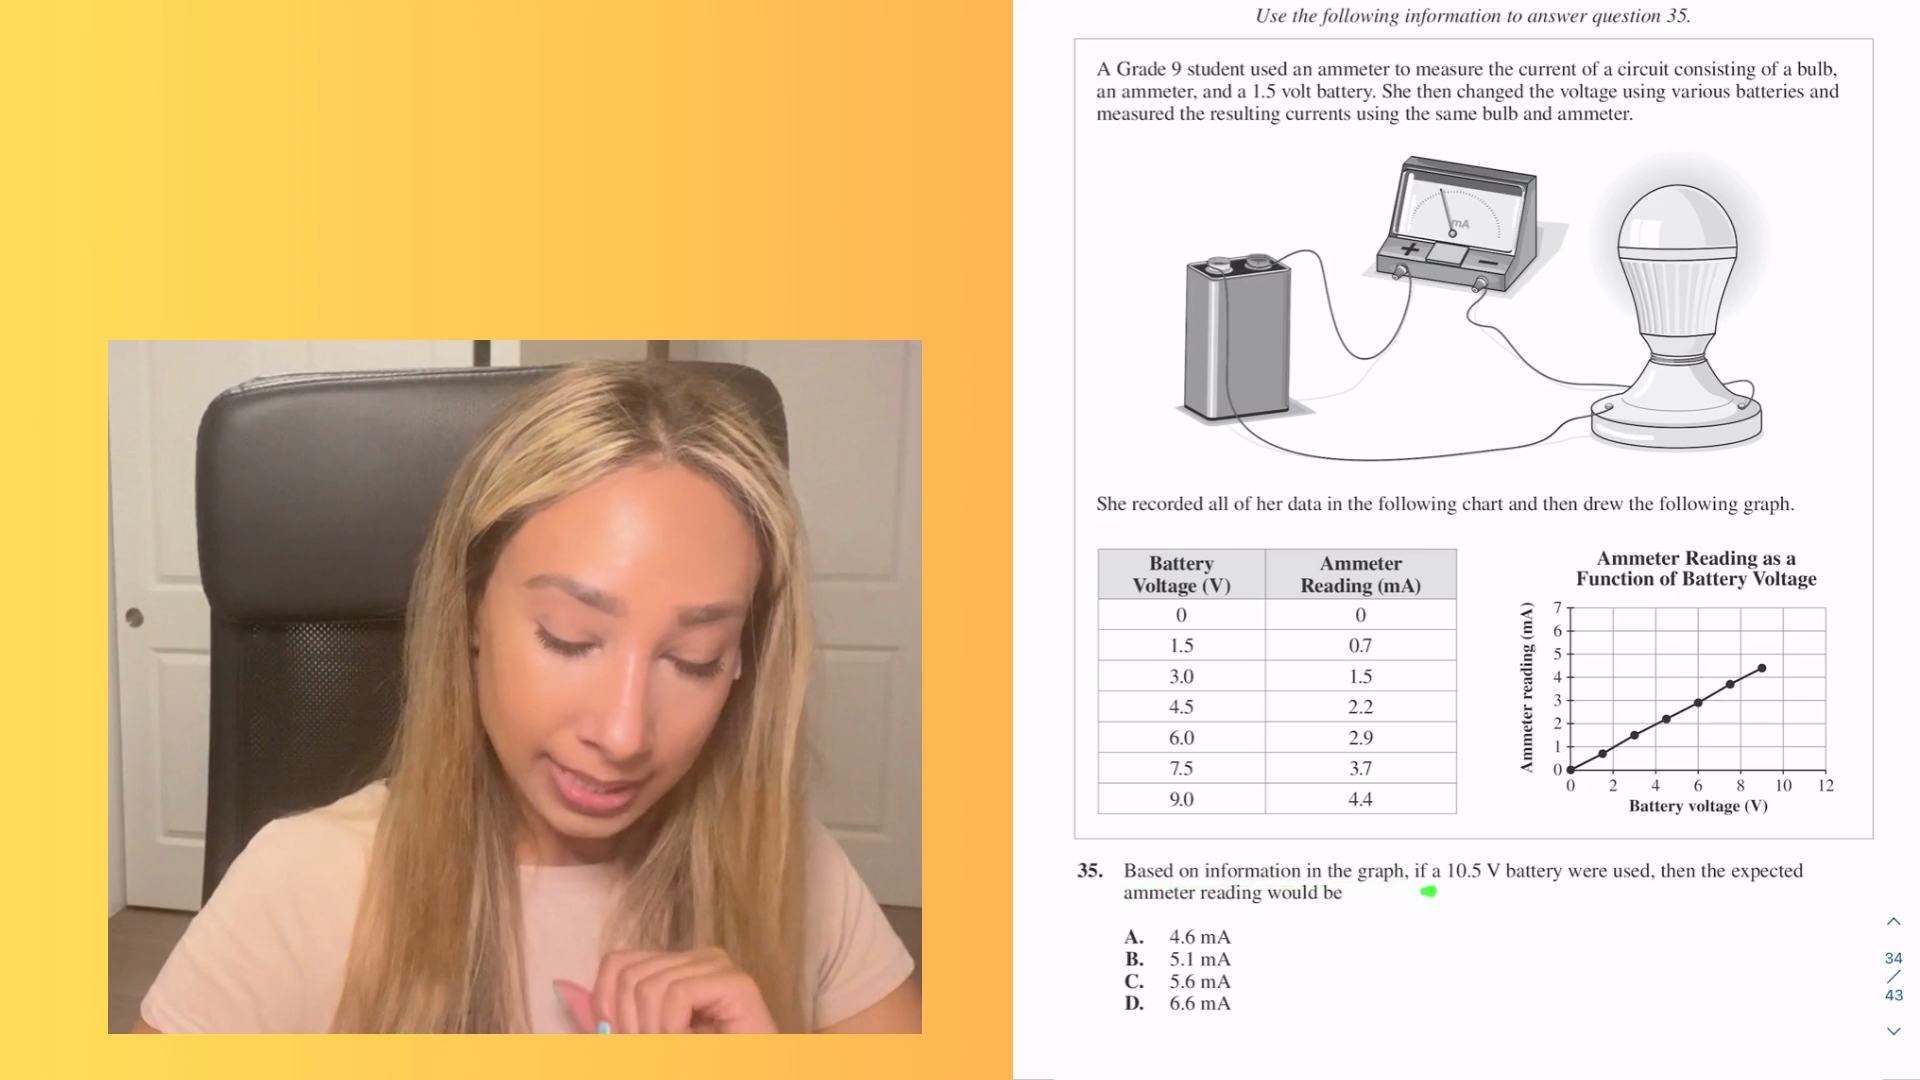 Use the following information to answer question 35.
A Grade 9 student used an ammeter to measure the current of a circuit consisting of a bulb,
an ammeter, and a 1.5 volt battery. She then changed the voltage using various batteries and
measured the resulting currents using the same bulb and ammeter.
mA
+ −
She recorded all of her data in the following chart and then drew the following graph.
Battery Voltage (V) Ammeter Reading (mA)
0 0
1.5 0.7
3.0 1.5
4.5 2.2
6.0 2.9
7.5 3.7
9.0 4.4
Ammeter Reading as a
Function of Battery Voltage
Ammeter reading (mA)
7
6
5
4
3
2
1
0
0 2 4 6 8 10 12
Battery voltage (V)
35. Based on information in the graph, if a 10.5 V battery were used, then the expected
ammeter reading would be
A. 4.6 mA
B. 5.1 mA
C. 5.6 mA
D. 6.6 mA
34
/
43